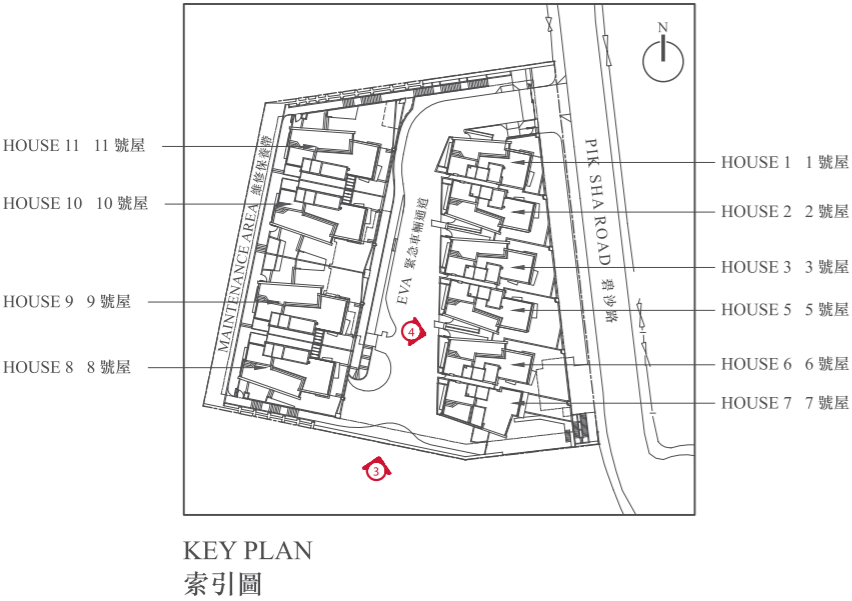 N
HOUSE 11 11 號屋
HOUSE 10 10 號屋
HOUSE 9 9 號屋
HOUSE 8 8 號屋
MAINTENANCE AREA 維修保養帶
EVA 緊急車輛通道
4
3
PIK SHA ROAD 碧沙路
HOUSE 1 1 號屋
HOUSE 2 2 號屋
HOUSE 3 3 號屋
HOUSE 5 5 號屋
HOUSE 6 6 號屋
HOUSE 7 7 號屋
KEY PLAN
索引圖